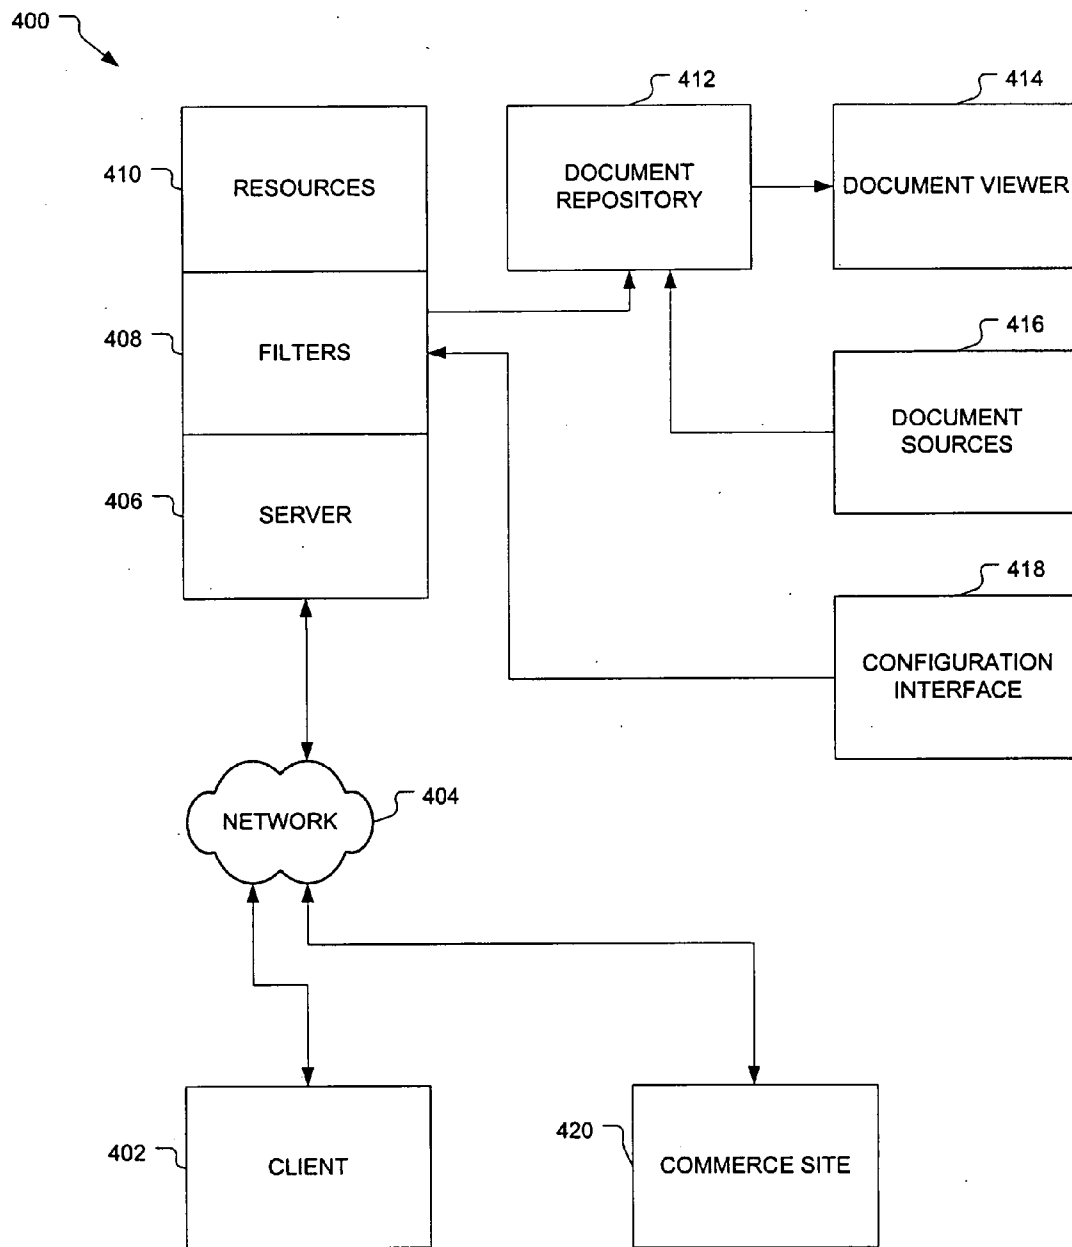 400
412
414
410
RESOURCES
DOCUMENT
REPOSITORY
DOCUMENT VIEWER
408
FILTERS
416
DOCUMENT
SOURCES
406
SERVER
418
CONFIGURATION
INTERFACE
NETWORK
404
402
CLIENT
420
COMMERCE SITE